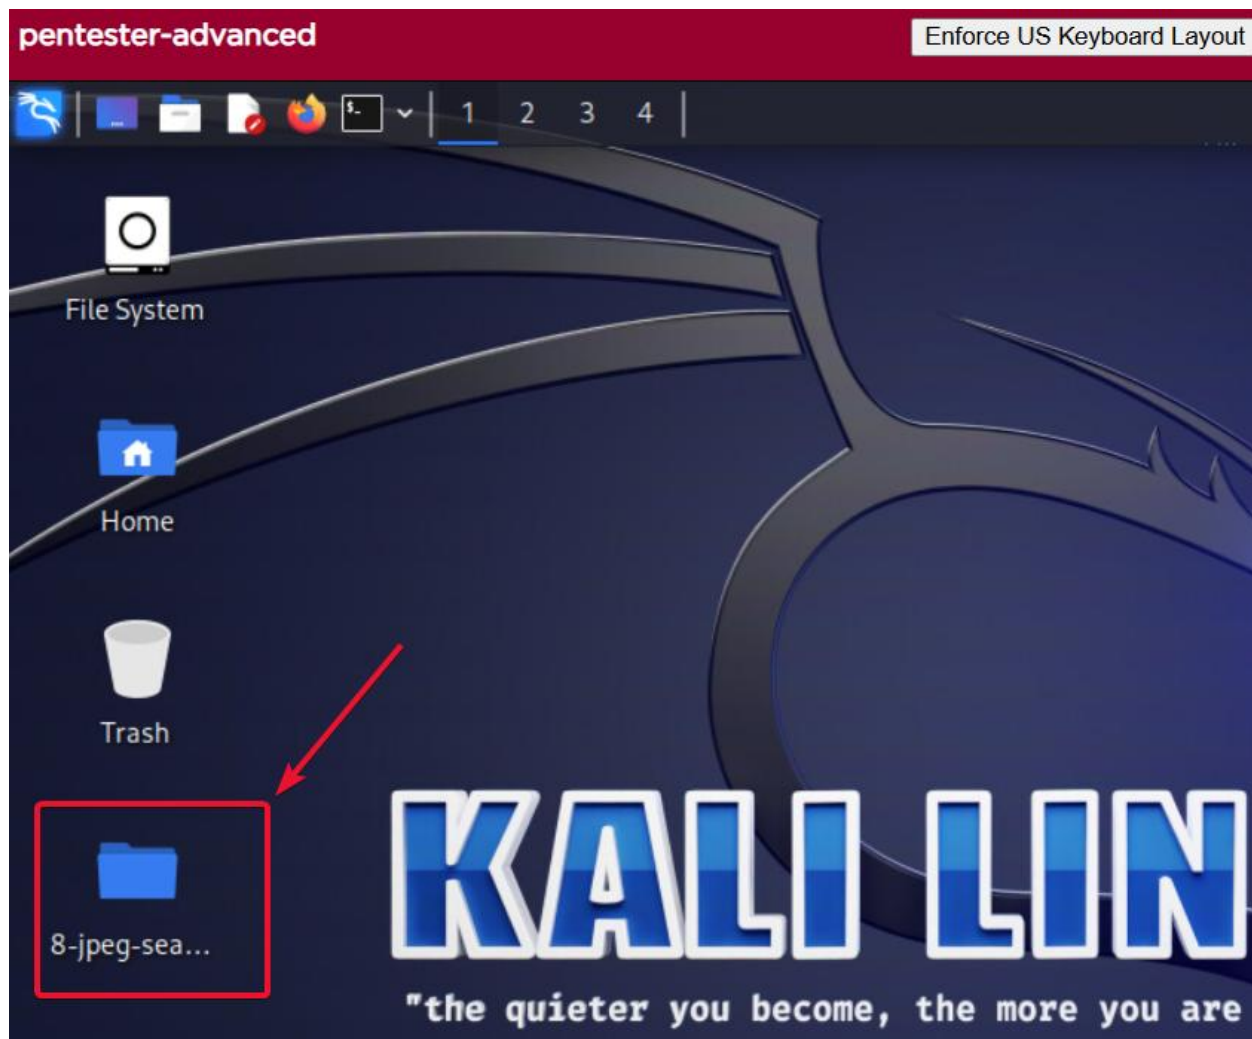 pentester-advanced
Enforce US Keyboard Layout
$_
1 2 3 4
File System
Home
Trash
8-jpeg-sea...
KALI LIN
"the quieter you become, the more you are